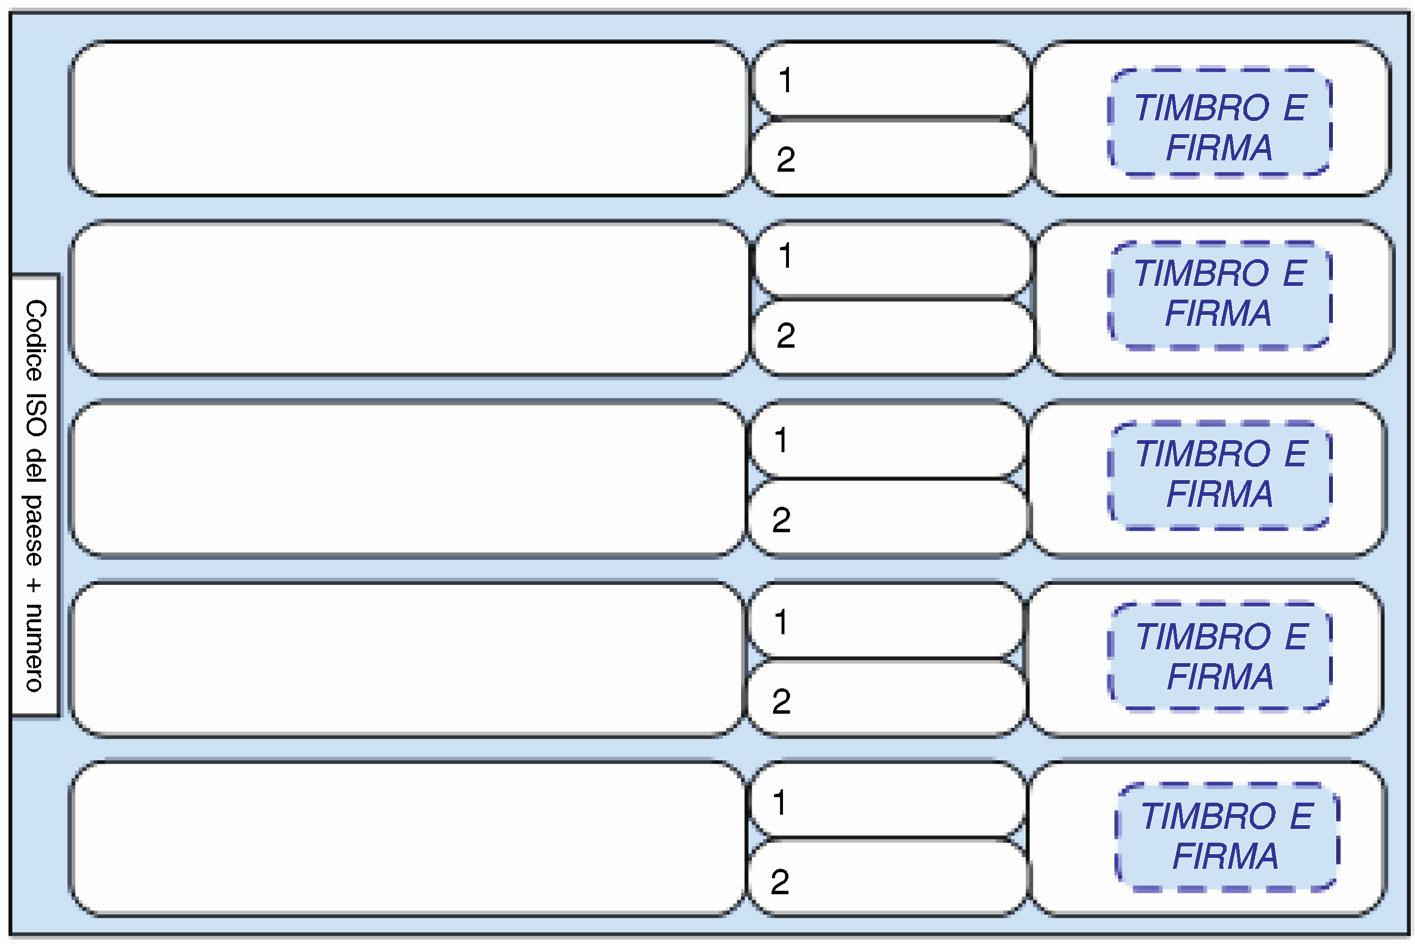 1
2
TIMBRO E
FIRMA
1
2
TIMBRO E
FIRMA
Codice ISO del paese + numero
1
2
TIMBRO E
FIRMA
1
2
TIMBRO E
FIRMA
1
2
TIMBRO E
FIRMA